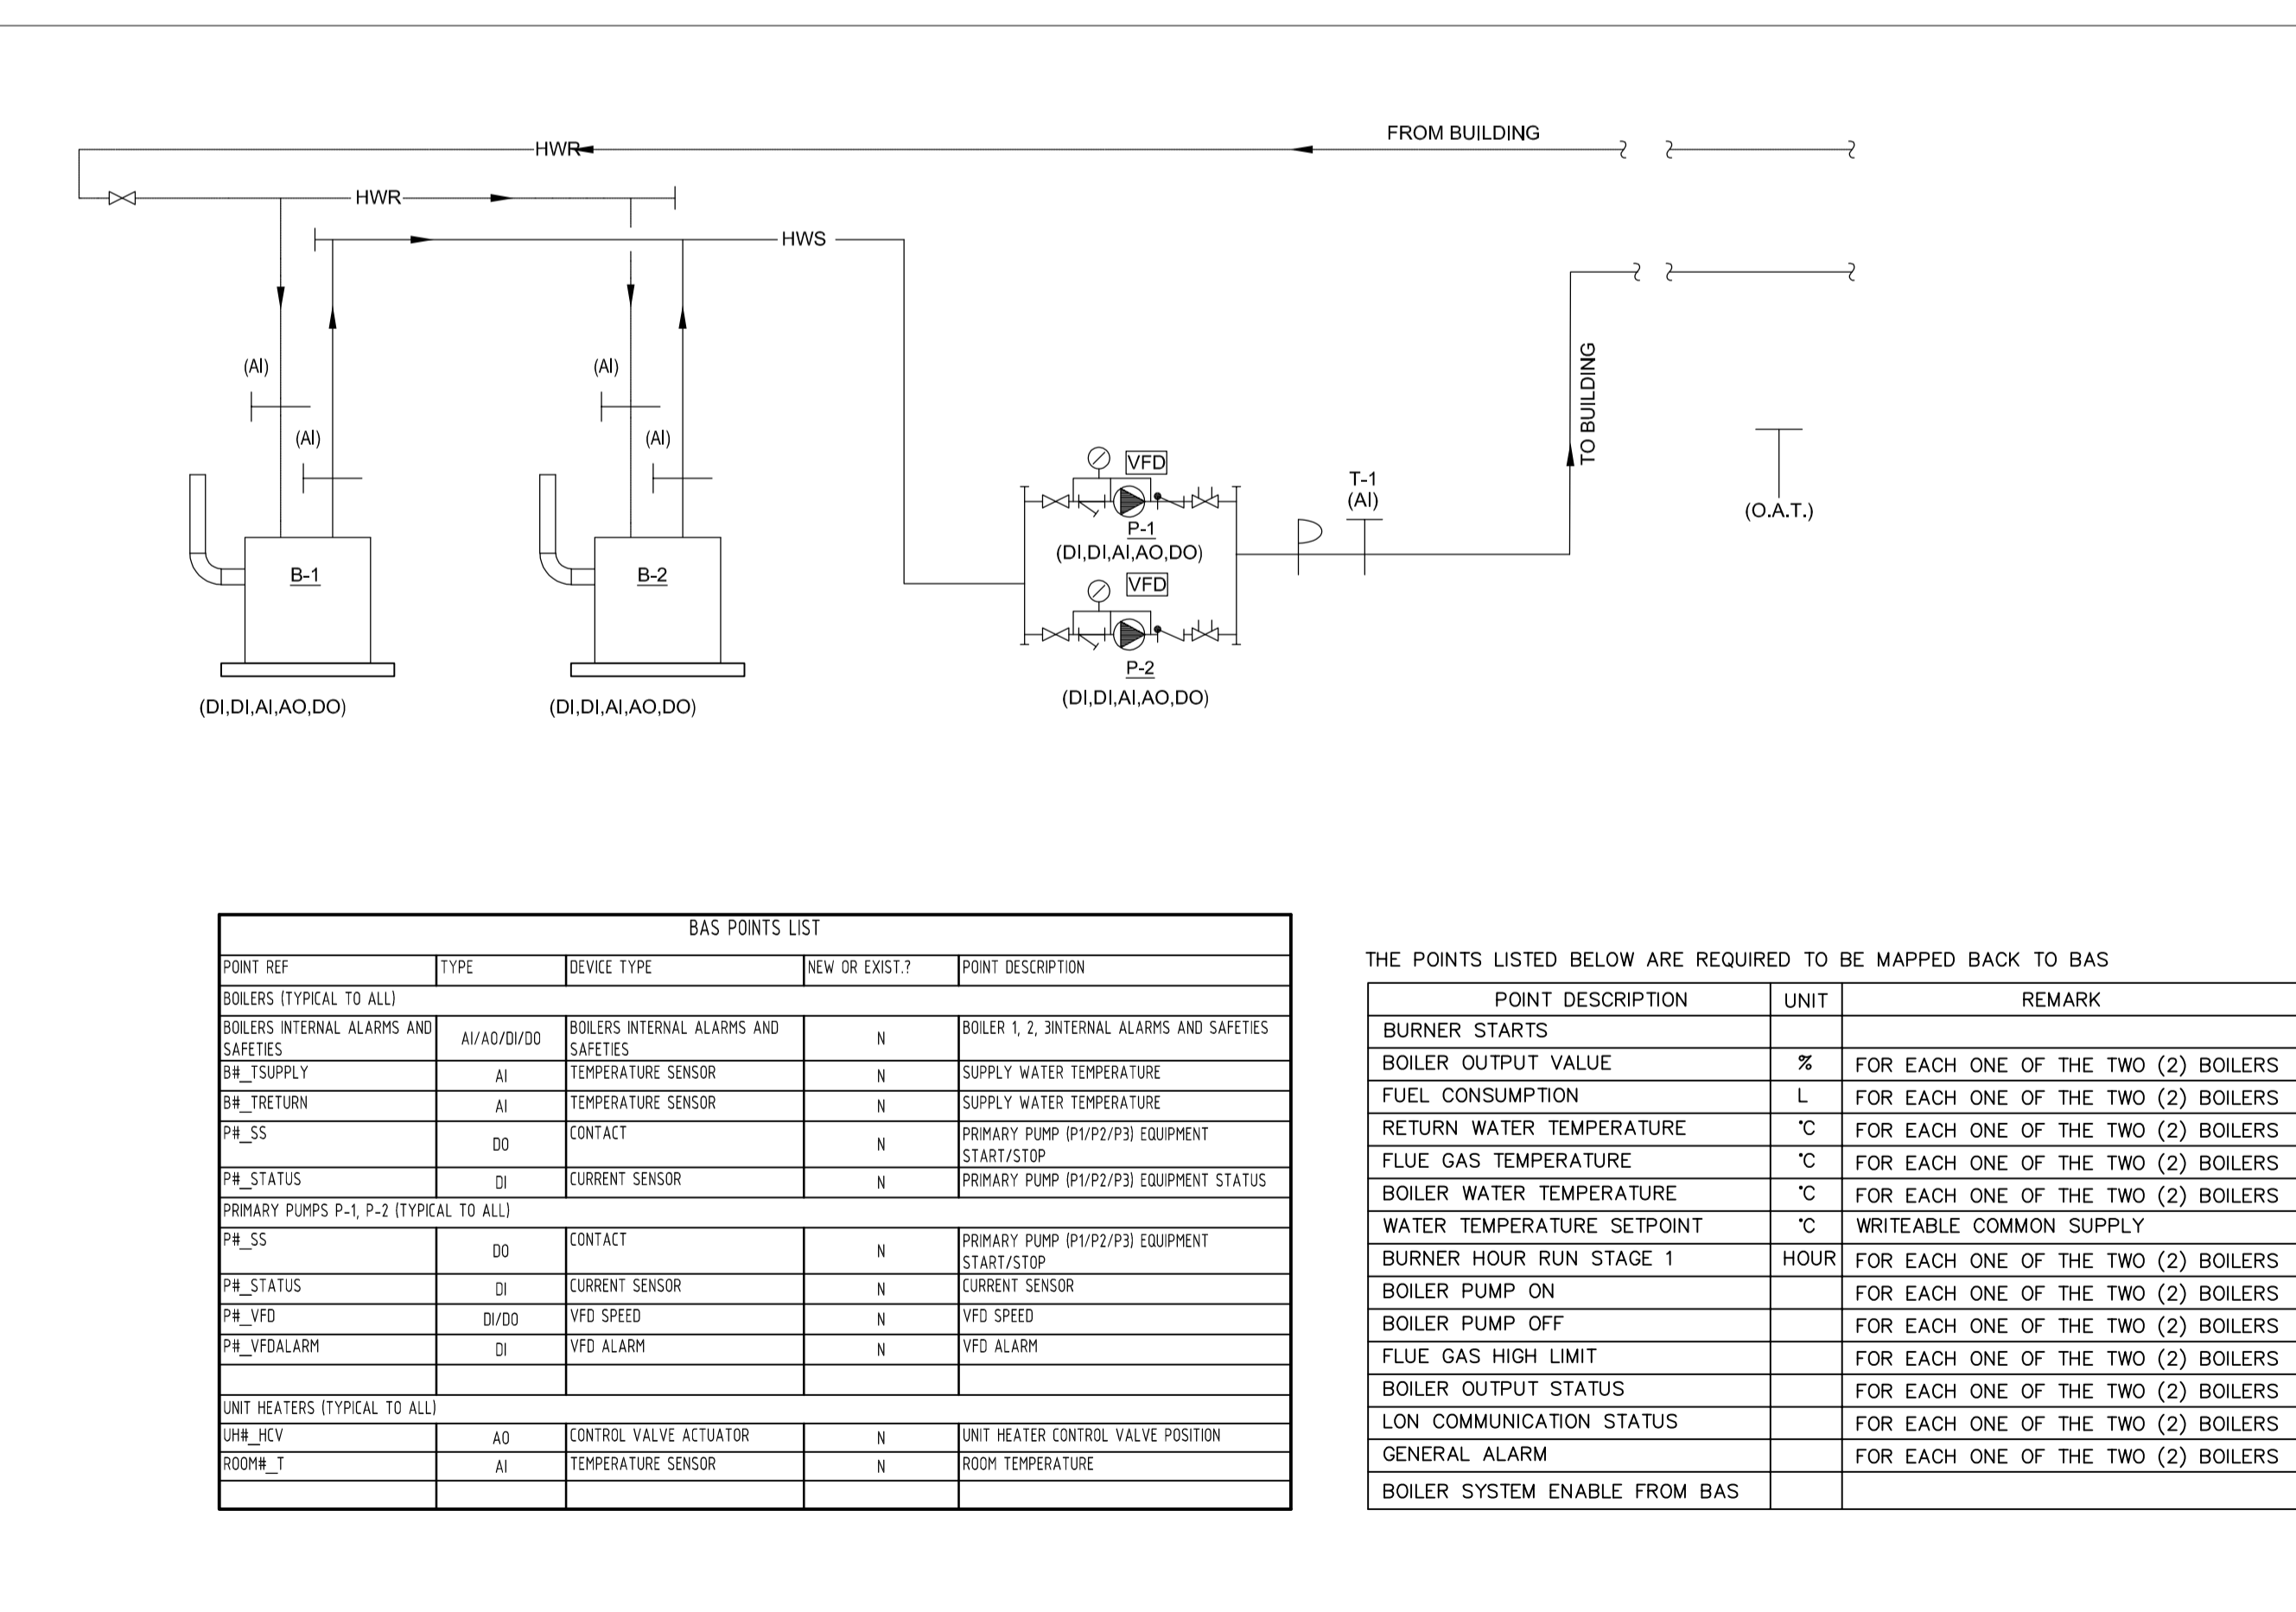 FROM BUILDING
HWR
HWR
HWS
(AI)
(AI)
(AI)
(AI)
TO BUILDING
VFD
T-1
(AI)
(O.A.T.)
P-1
(DI,DI,AI,AO,DO)
B-1
B-2
VFD
P-2
(DI,DI,AI,AO,DO)
(DI,DI,AI,AO,DO)
(DI,DI,AI,AO,DO)
BAS POINTS LIST
POINT REF TYPE DEVICE TYPE NEW OR EXIST.? POINT DESCRIPTION
BOILERS (TYPICAL TO ALL)
BOILERS INTERNAL ALARMS AND SAFETIES AI/AO/DI/DO BOILERS INTERNAL ALARMS AND SAFETIES N BOILER 1, 2, 3INTERNAL ALARMS AND SAFETIES
B#_TSUPPLY AI TEMPERATURE SENSOR N SUPPLY WATER TEMPERATURE
B#_TRETURN AI TEMPERATURE SENSOR N SUPPLY WATER TEMPERATURE
P#_SS DO CONTACT N PRIMARY PUMP (P1/P2/P3) EQUIPMENT START/STOP
P#_STATUS DI CURRENT SENSOR N PRIMARY PUMP (P1/P2/P3) EQUIPMENT STATUS
PRIMARY PUMPS P-1, P-2 (TYPICAL TO ALL)
P#_SS DO CONTACT N PRIMARY PUMP (P1/P2/P3) EQUIPMENT START/STOP
P#_STATUS DI CURRENT SENSOR N CURRENT SENSOR
P#_VFD DI/DO VFD SPEED N VFD SPEED
P#_VFDALARM DI VFD ALARM N VFD ALARM
UNIT HEATERS (TYPICAL TO ALL)
UH#_HCV AO CONTROL VALVE ACTUATOR N UNIT HEATER CONTROL VALVE POSITION
ROOM#_T AI TEMPERATURE SENSOR N ROOM TEMPERATURE
THE POINTS LISTED BELOW ARE REQUIRED TO BE MAPPED BACK TO BAS
POINT DESCRIPTION UNIT REMARK
BURNER STARTS
BOILER OUTPUT VALUE % FOR EACH ONE OF THE TWO (2) BOILERS
FUEL CONSUMPTION L FOR EACH ONE OF THE TWO (2) BOILERS
RETURN WATER TEMPERATURE °C FOR EACH ONE OF THE TWO (2) BOILERS
FLUE GAS TEMPERATURE °C FOR EACH ONE OF THE TWO (2) BOILERS
BOILER WATER TEMPERATURE °C FOR EACH ONE OF THE TWO (2) BOILERS
WATER TEMPERATURE SETPOINT °C WRITEABLE COMMON SUPPLY
BURNER HOUR RUN STAGE 1 HOUR FOR EACH ONE OF THE TWO (2) BOILERS
BOILER PUMP ON FOR EACH ONE OF THE TWO (2) BOILERS
BOILER PUMP OFF FOR EACH ONE OF THE TWO (2) BOILERS
FLUE GAS HIGH LIMIT FOR EACH ONE OF THE TWO (2) BOILERS
BOILER OUTPUT STATUS FOR EACH ONE OF THE TWO (2) BOILERS
LON COMMUNICATION STATUS FOR EACH ONE OF THE TWO (2) BOILERS
GENERAL ALARM FOR EACH ONE OF THE TWO (2) BOILERS
BOILER SYSTEM ENABLE FROM BAS